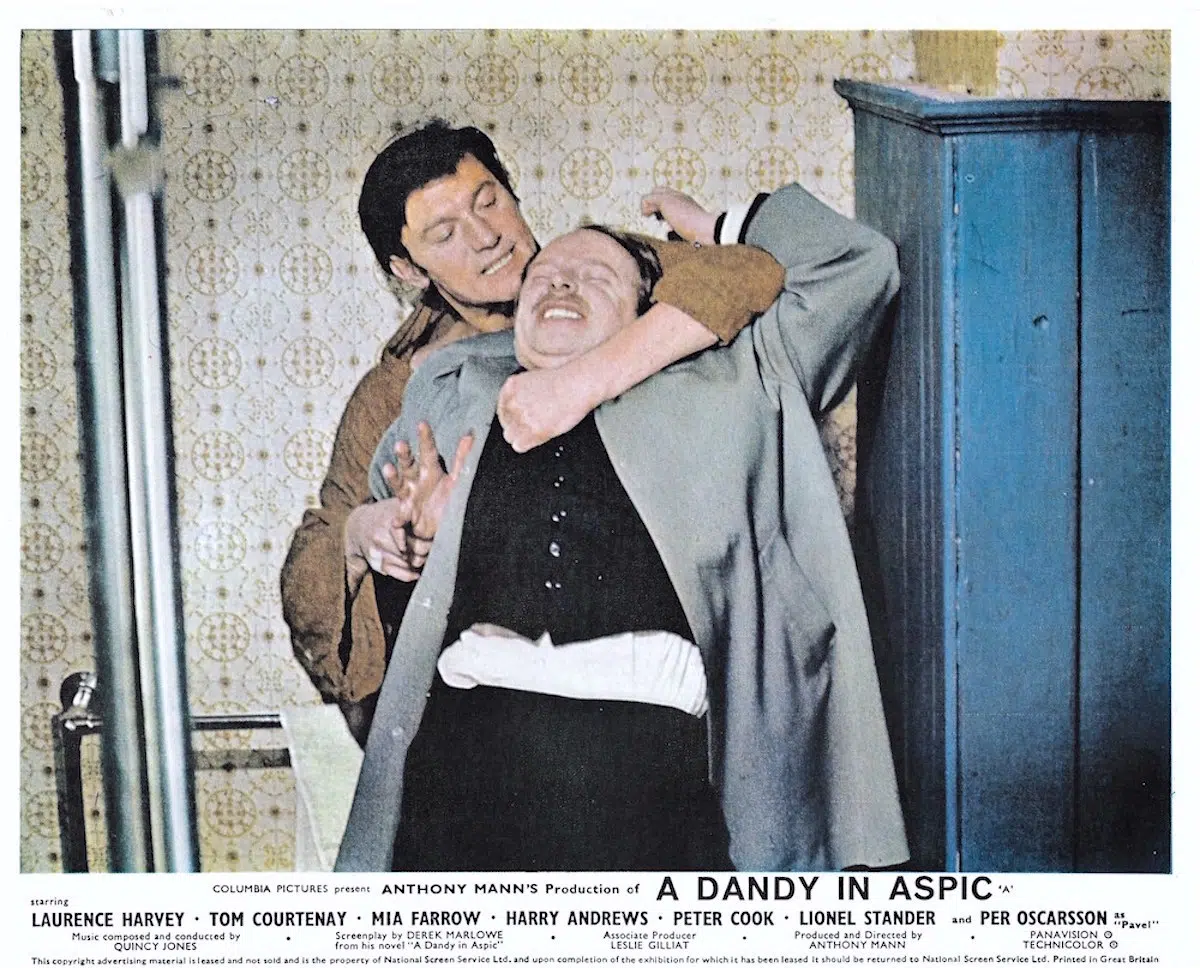 COLUMBIA PICTURES present ANTHONY MANN'S Production of A DANDY IN ASPIC 'A'
starring
LAURENCE HARVEY · TOM COURTENAY · MIA FARROW · HARRY ANDREWS · PETER COOK · LIONEL STANDER and PER OSCARSSON as "Pavel"
Music composed and conducted by QUINCY JONES · Screenplay by DEREK MARLOWE from his novel "A Dandy in Aspic" · Associate Producer LESLIE GILLIAT · Produced and Directed by ANTHONY MANN · PANAVISION ® TECHNICOLOR ®
This copyright advertising material is leased and not sold and is the property of National Screen Service Ltd. and upon completion of the exhibition for which it has been leased it should be returned to National Screen Service Ltd. Printed in Great Britain